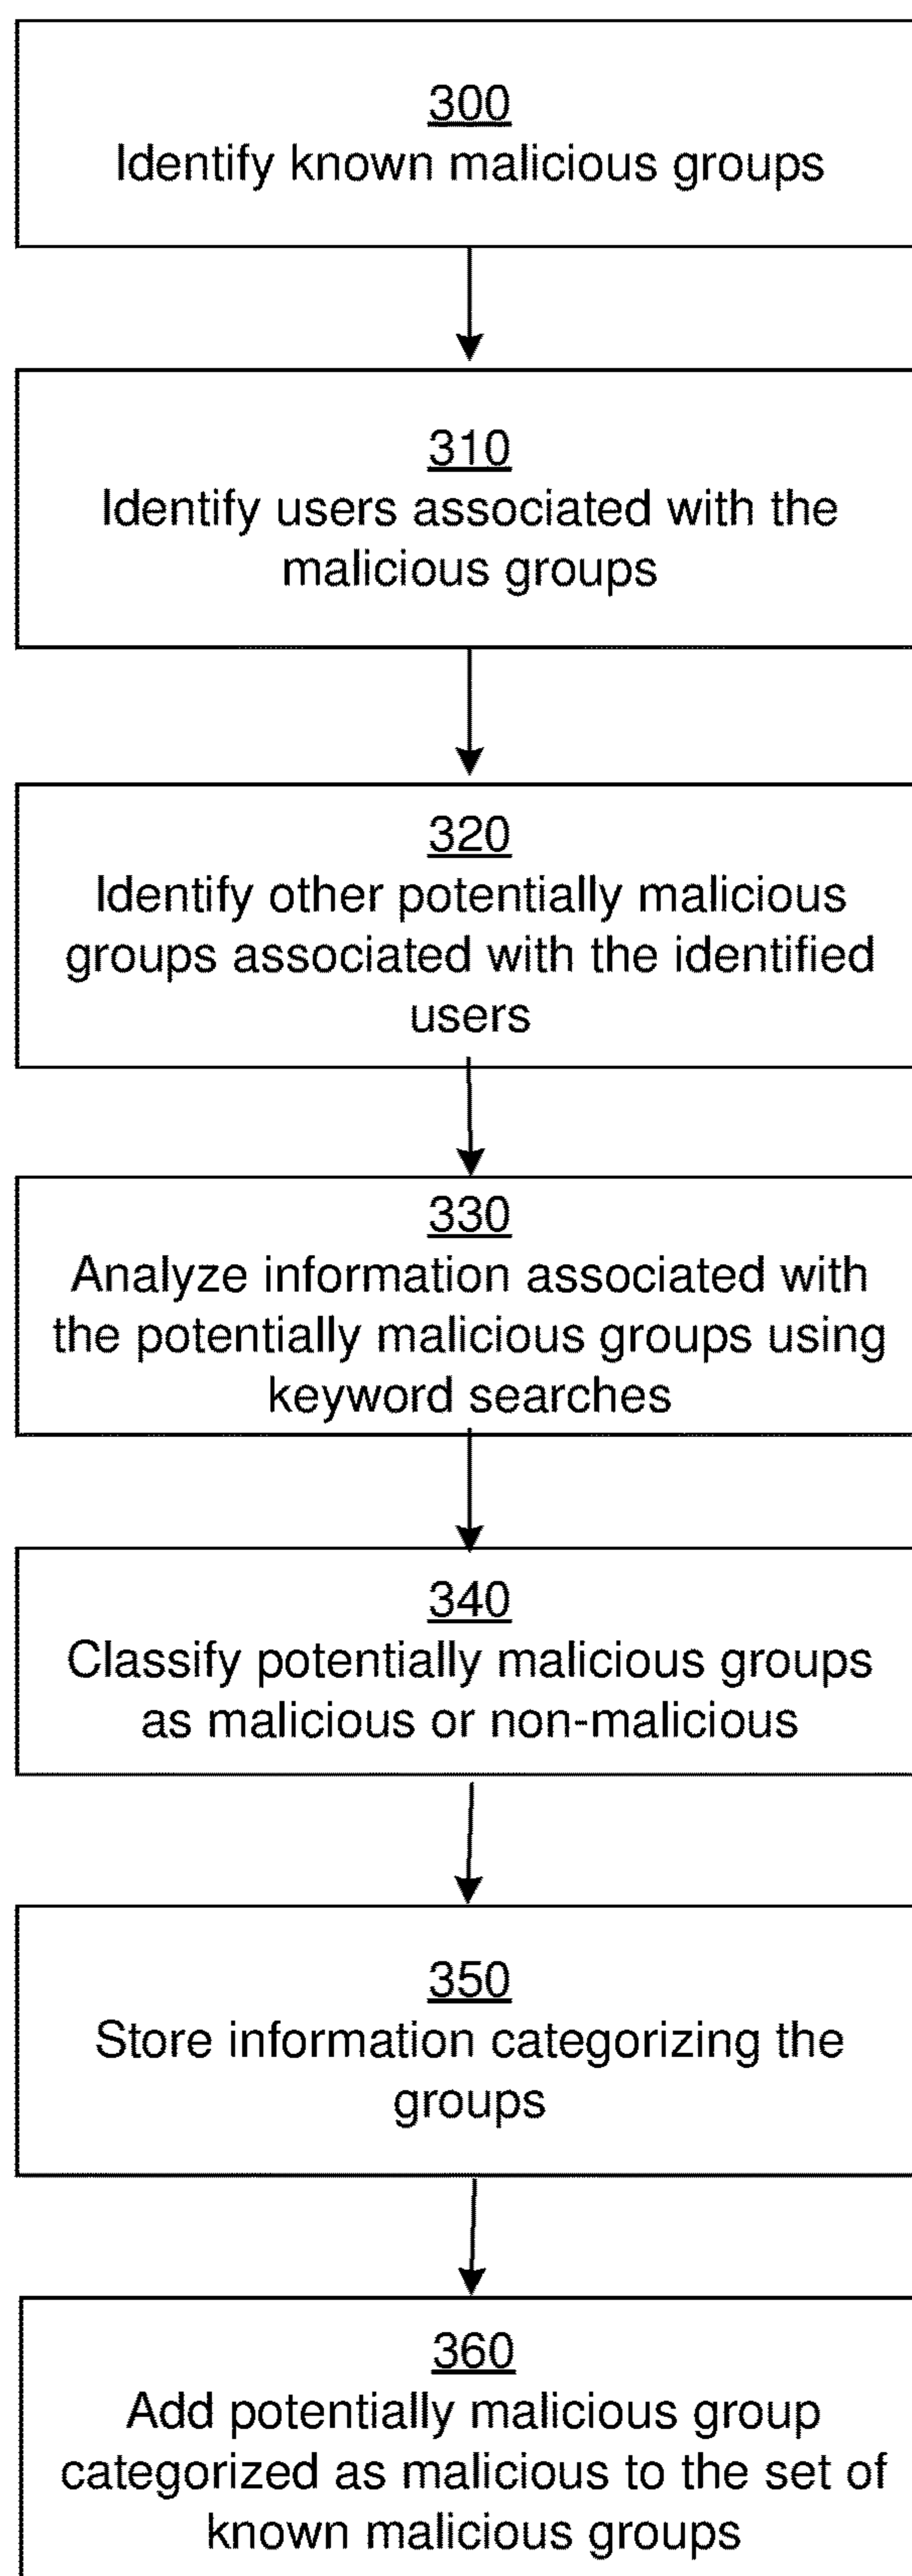 300
Identify known malicious groups
310
Identify users associated with the
malicious groups
320
Identify other potentially malicious
groups associated with the identified
users
330
Analyze information associated with
the potentially malicious groups using
keyword searches
340
Classify potentially malicious groups
as malicious or non-malicious
350
Store information categorizing the
groups
360
Add potentially malicious group
categorized as malicious to the set of
known malicious groups